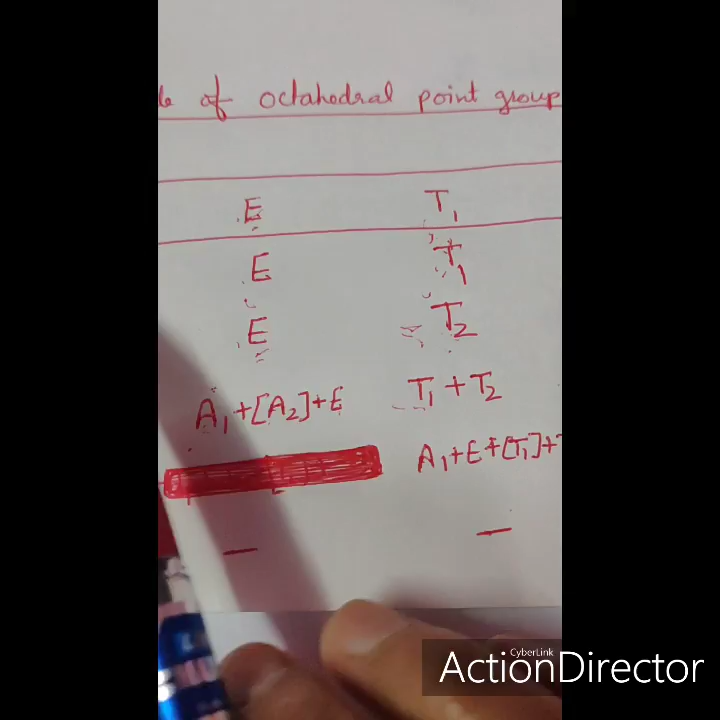 of octahedral point group
E T₁
E T₁
E T₂
A₁+[A₂]+E T₁+T₂
A₁+E+[T₁]+
— —
CyberLink
ActionDirector